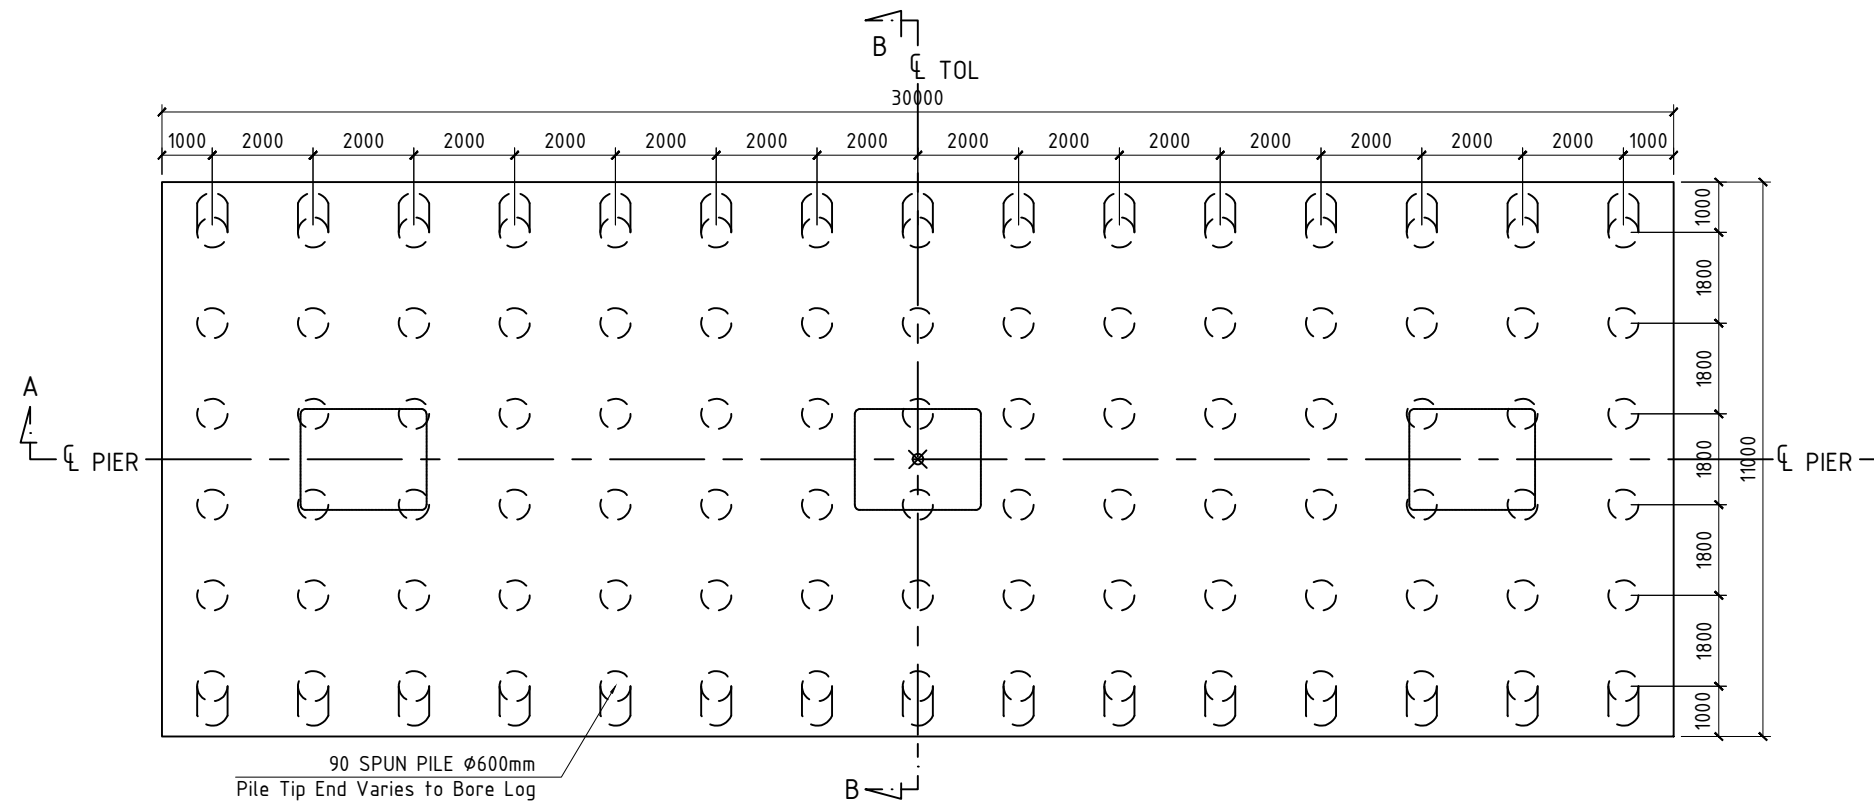 B
℄ TOL
30000
1000 2000 2000 2000 2000 2000 2000 2000 2000 2000 2000 2000 2000 2000 2000 1000
1000
1800
1800
A
℄ PIER
1800
11000
℄ PIER
1800
1800
1000
90 SPUN PILE Ø600mm
Pile Tip End Varies to Bore Log
B